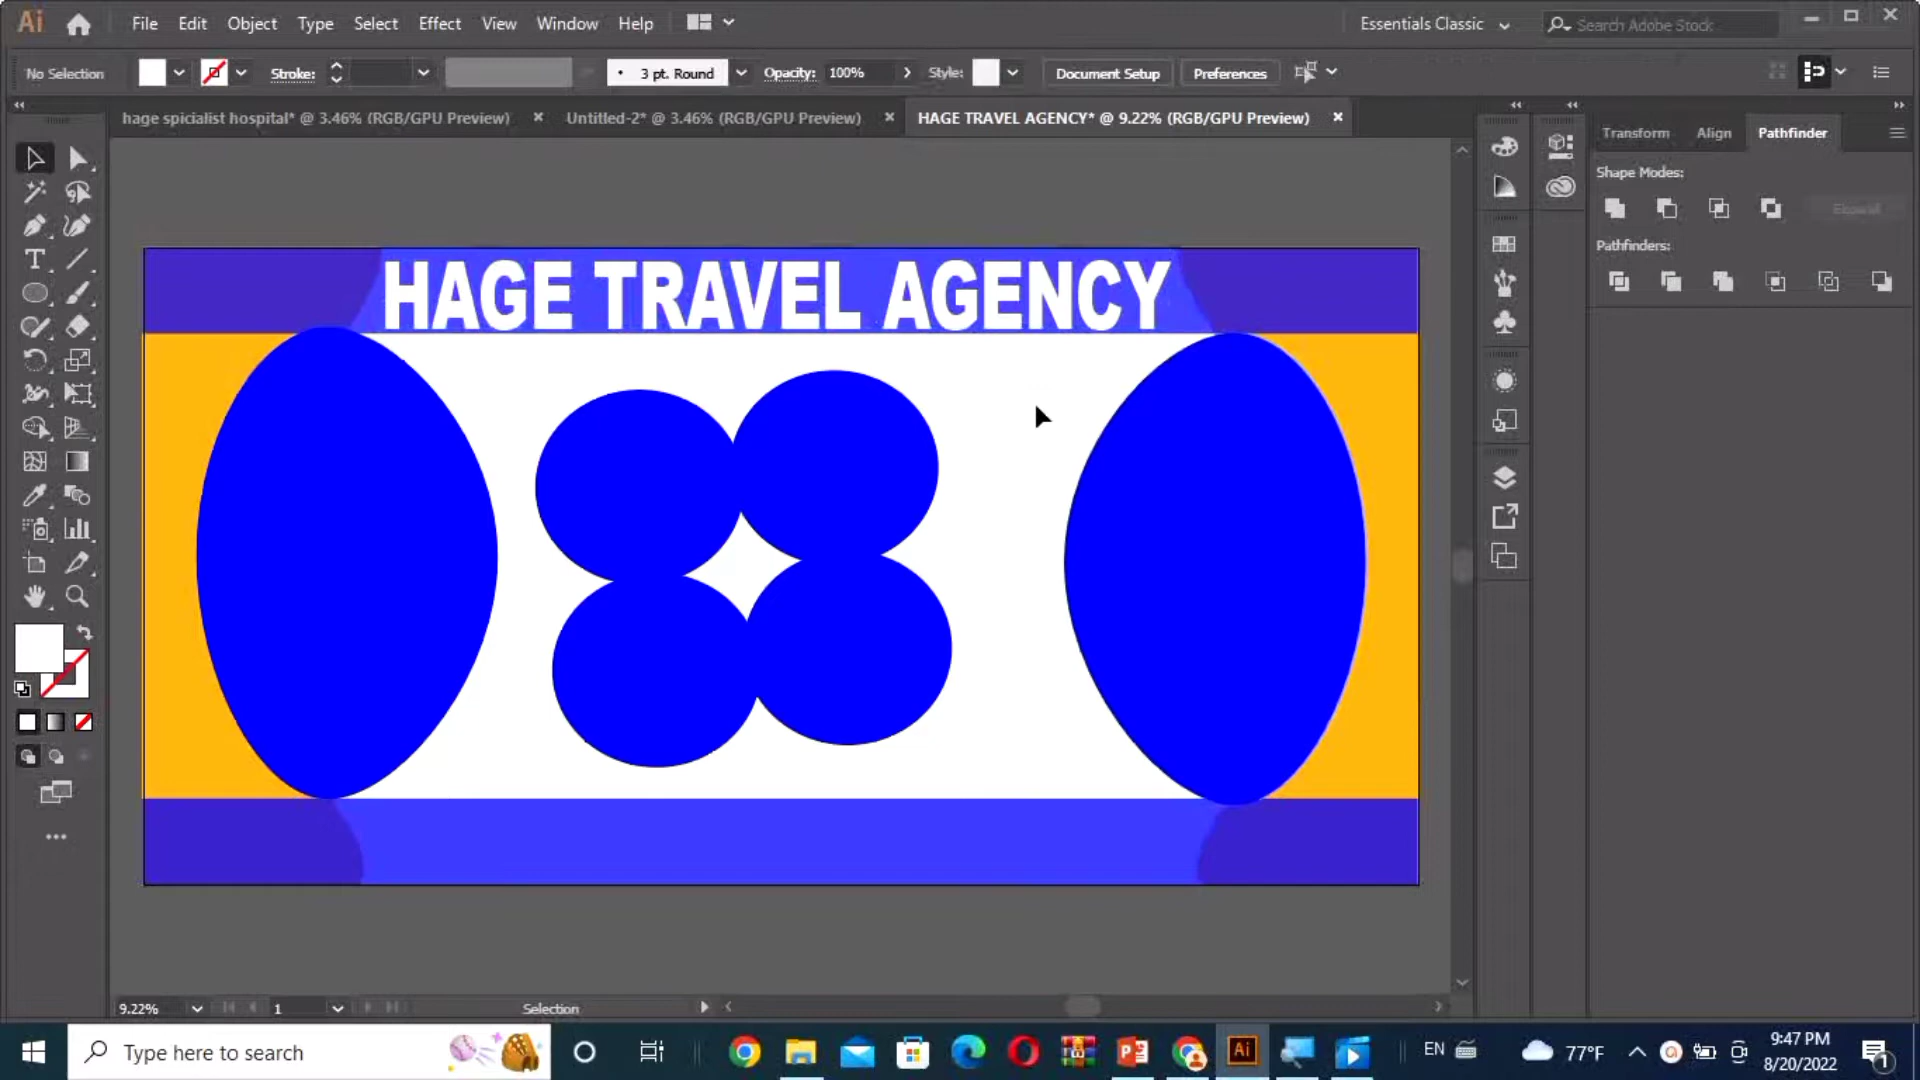 Ai File Edit Object Type Select Effect View Window Help Essentials Classic Search Adobe Stock
No Selection Stroke: 3 pt. Round Opacity: 100% Style: Document Setup Preferences
hage spicialist hospital* @ 3.46% (RGB/GPU Preview) Untitled-2* @ 3.46% (RGB/GPU Preview) HAGE TRAVEL AGENCY* @ 9.22% (RGB/GPU Preview)
Transform Align Pathfinder
Shape Modes:
Expand
Pathfinders:
HAGE TRAVEL AGENCY
9.22% 1 Selection
Type here to search
Ai
EN
77°F
9:47 PM
8/20/2022
1